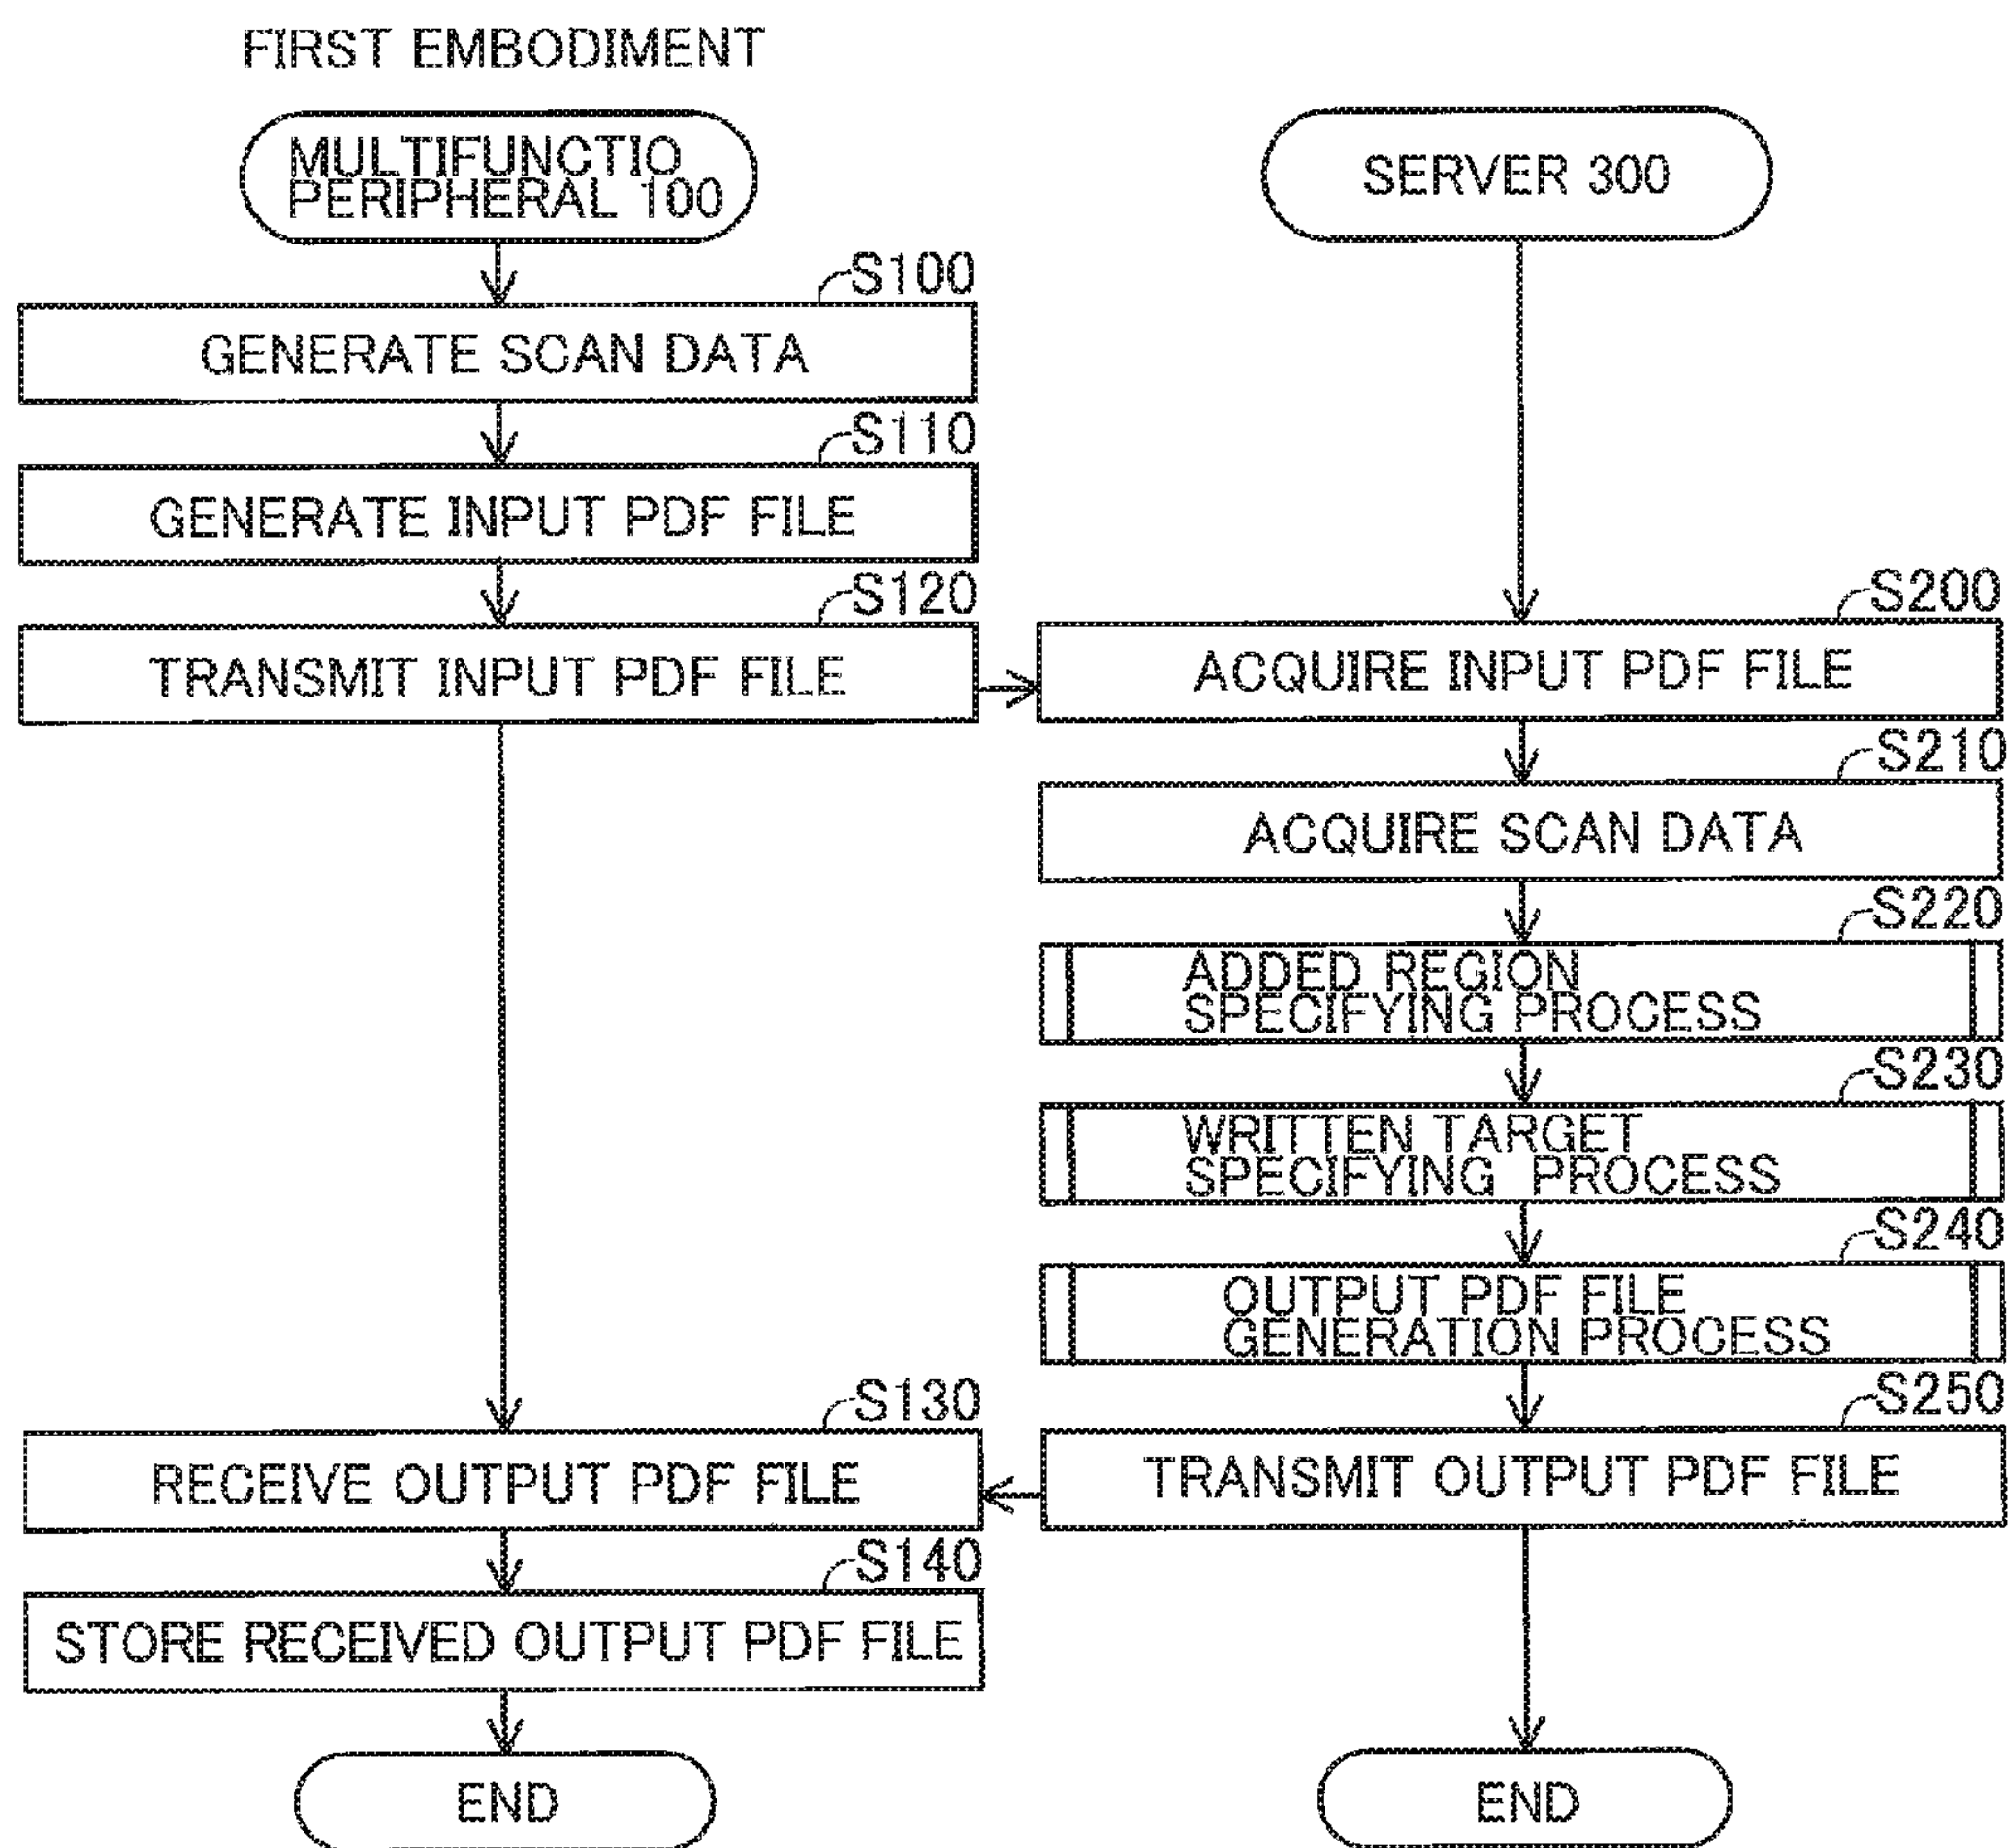 FIRST EMBODIMENT
MULTIFUNCTIO
PERIPHERAL 100
S100
GENERATE SCAN DATA
S110
GENERATE INPUT PDF FILE
S120
TRANSMIT INPUT PDF FILE
S130
RECEIVE OUTPUT PDF FILE
S140
STORE RECEIVED OUTPUT PDF FILE
END
SERVER 300
S200
ACQUIRE INPUT PDF FILE
S210
ACQUIRE SCAN DATA
S220
ADDED REGION
SPECIFYING PROCESS
S230
WRITTEN TARGET
SPECIFYING PROCESS
S240
OUTPUT PDF FILE
GENERATION PROCESS
S250
TRANSMIT OUTPUT PDF FILE
END